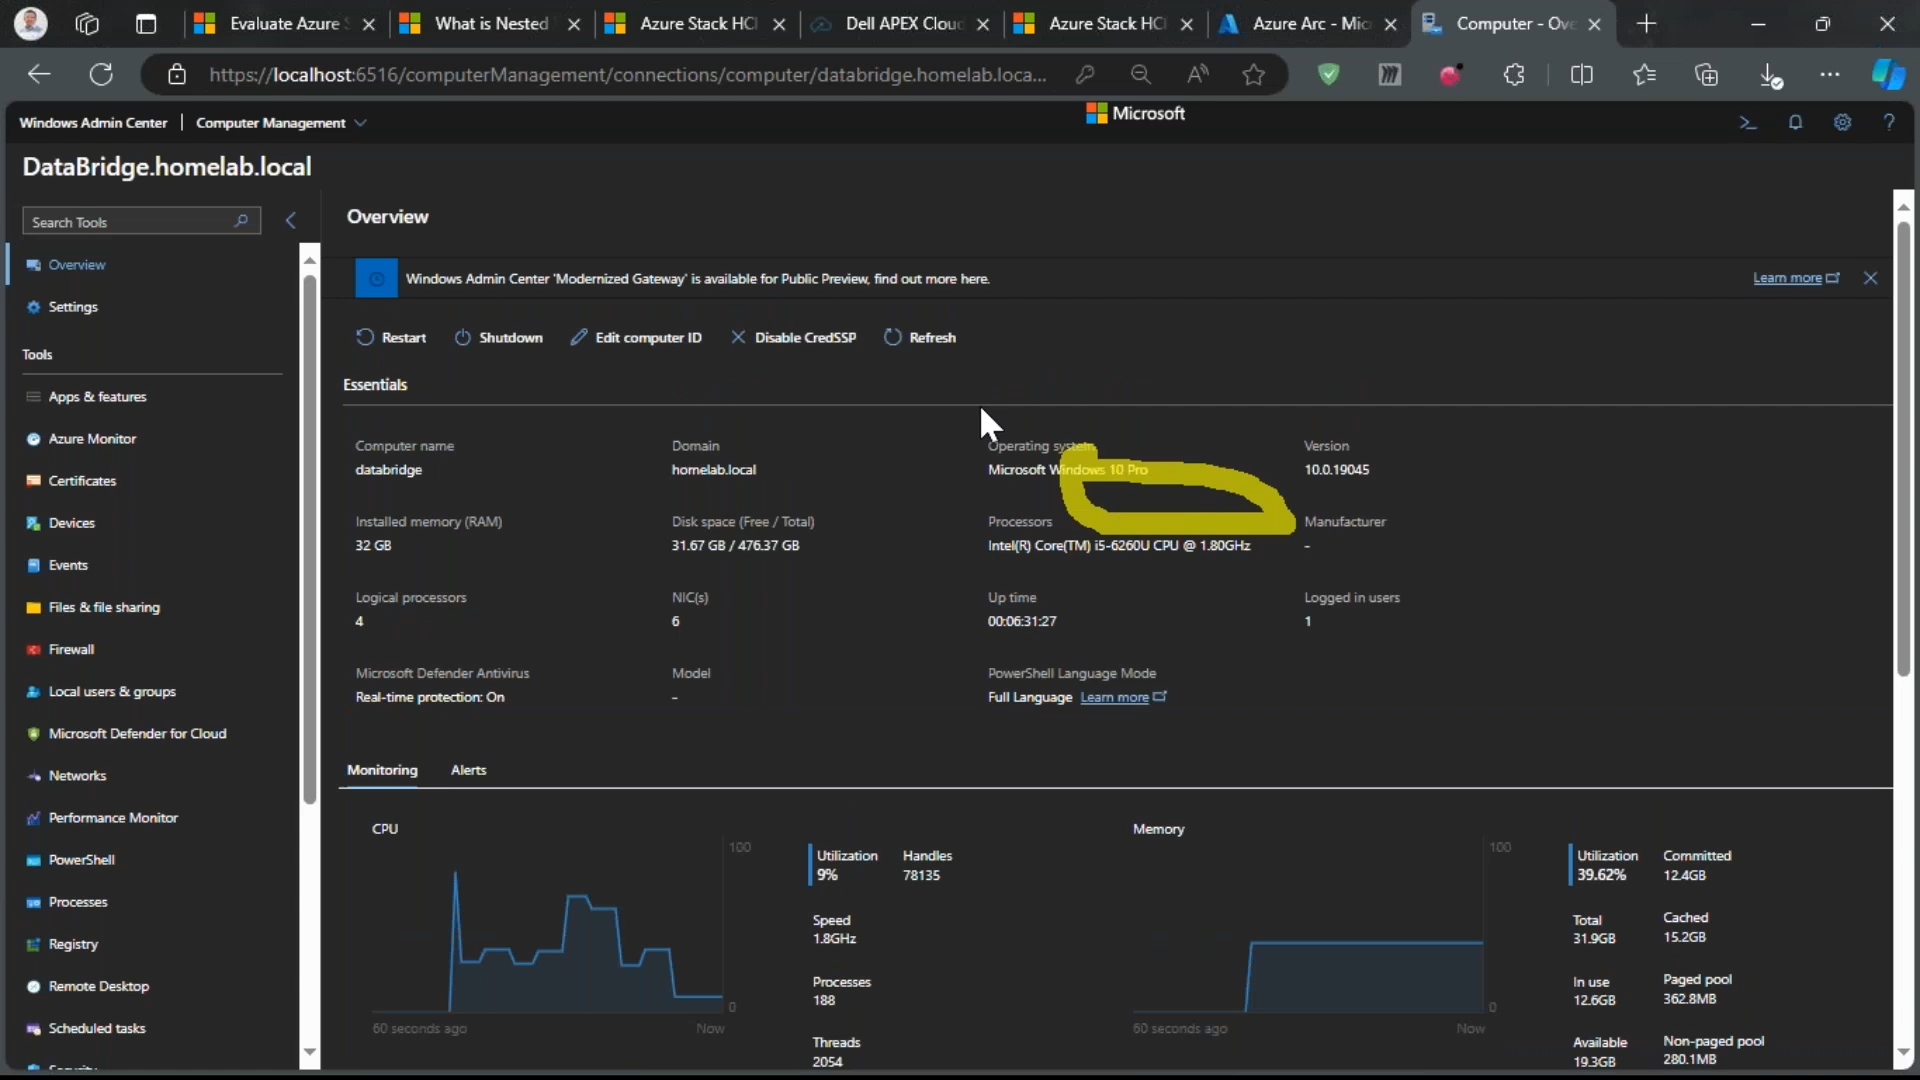 Evaluate Azure S
What is Nested
Azure Stack HCI
Dell APEX Cloud
Azure Stack HCI
Azure Arc - Mic
Computer - Ove
https://localhost:6516/computerManagement/connections/computer/databridge.homelab.loca...
Windows Admin Center | Computer Management
Microsoft
DataBridge.homelab.local
Search Tools
Overview
Settings
Tools
Apps & features
Azure Monitor
Certificates
Devices
Events
Files & file sharing
Firewall
Local users & groups
Microsoft Defender for Cloud
Networks
Performance Monitor
PowerShell
Processes
Registry
Remote Desktop
Scheduled tasks
Overview
Windows Admin Center 'Modernized Gateway' is available for Public Preview, find out more here.
Learn more
Restart Shutdown Edit computer ID Disable CredSSP Refresh
Essentials
Computer name
databridge
Domain
homelab.local
Operating system
Microsoft Windows 10 Pro
Version
10.0.19045
Installed memory (RAM)
32 GB
Disk space (Free / Total)
31.67 GB / 476.37 GB
Processors
Intel(R) Core(TM) i5-6260U CPU @ 1.80GHz
Manufacturer
-
Logical processors
4
NIC(s)
6
Up time
00:06:31:27
Logged in users
1
Microsoft Defender Antivirus
Real-time protection: On
Model
-
PowerShell Language Mode
Full Language Learn more
Monitoring Alerts
CPU
100
0
60 seconds ago Now
Utilization
9%
Handles
78135
Speed
1.8GHz
Processes
188
Threads
2054
Memory
100
0
60 seconds ago Now
Utilization
39.62%
Committed
12.4GB
Total
31.9GB
Cached
15.2GB
In use
12.6GB
Paged pool
362.8MB
Available
19.3GB
Non-paged pool
280.1MB